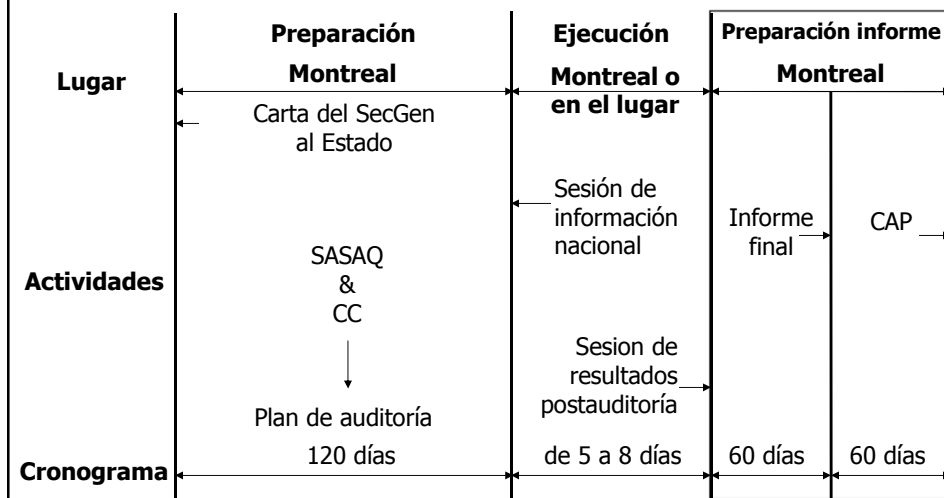 Preparación
Ejecución
Preparación informe
Lugar
Montreal
Montreal o
en el lugar
Montreal
Carta del SecGen
al Estado
Sesión de
información
nacional
Informe
final
CAP
Actividades
SASAQ
&
CC
Sesion de
resultados
postauditoría
Plan de auditoría
Cronograma
120 días
de 5 a 8 días
60 días
60 días